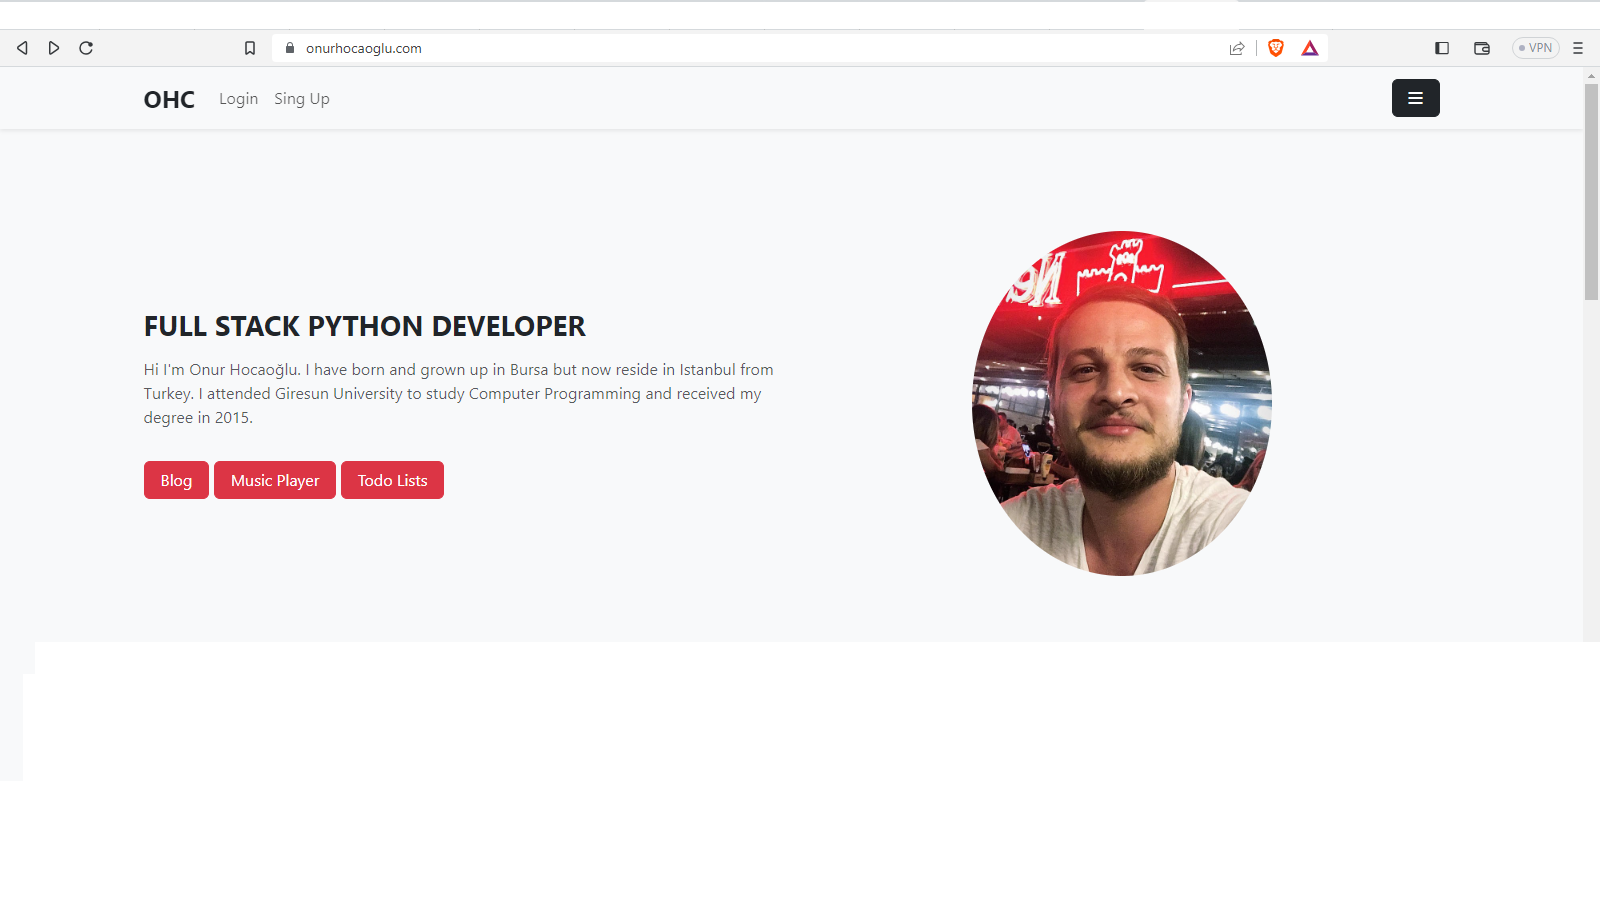 onurhocaoglu.com
VPN
OHC Login Sing Up
FULL STACK PYTHON DEVELOPER
Hi I'm Onur Hocaoğlu. I have born and grown up in Bursa but now reside in Istanbul from
Turkey. I attended Giresun University to study Computer Programming and received my
degree in 2015.
Blog Music Player Todo Lists